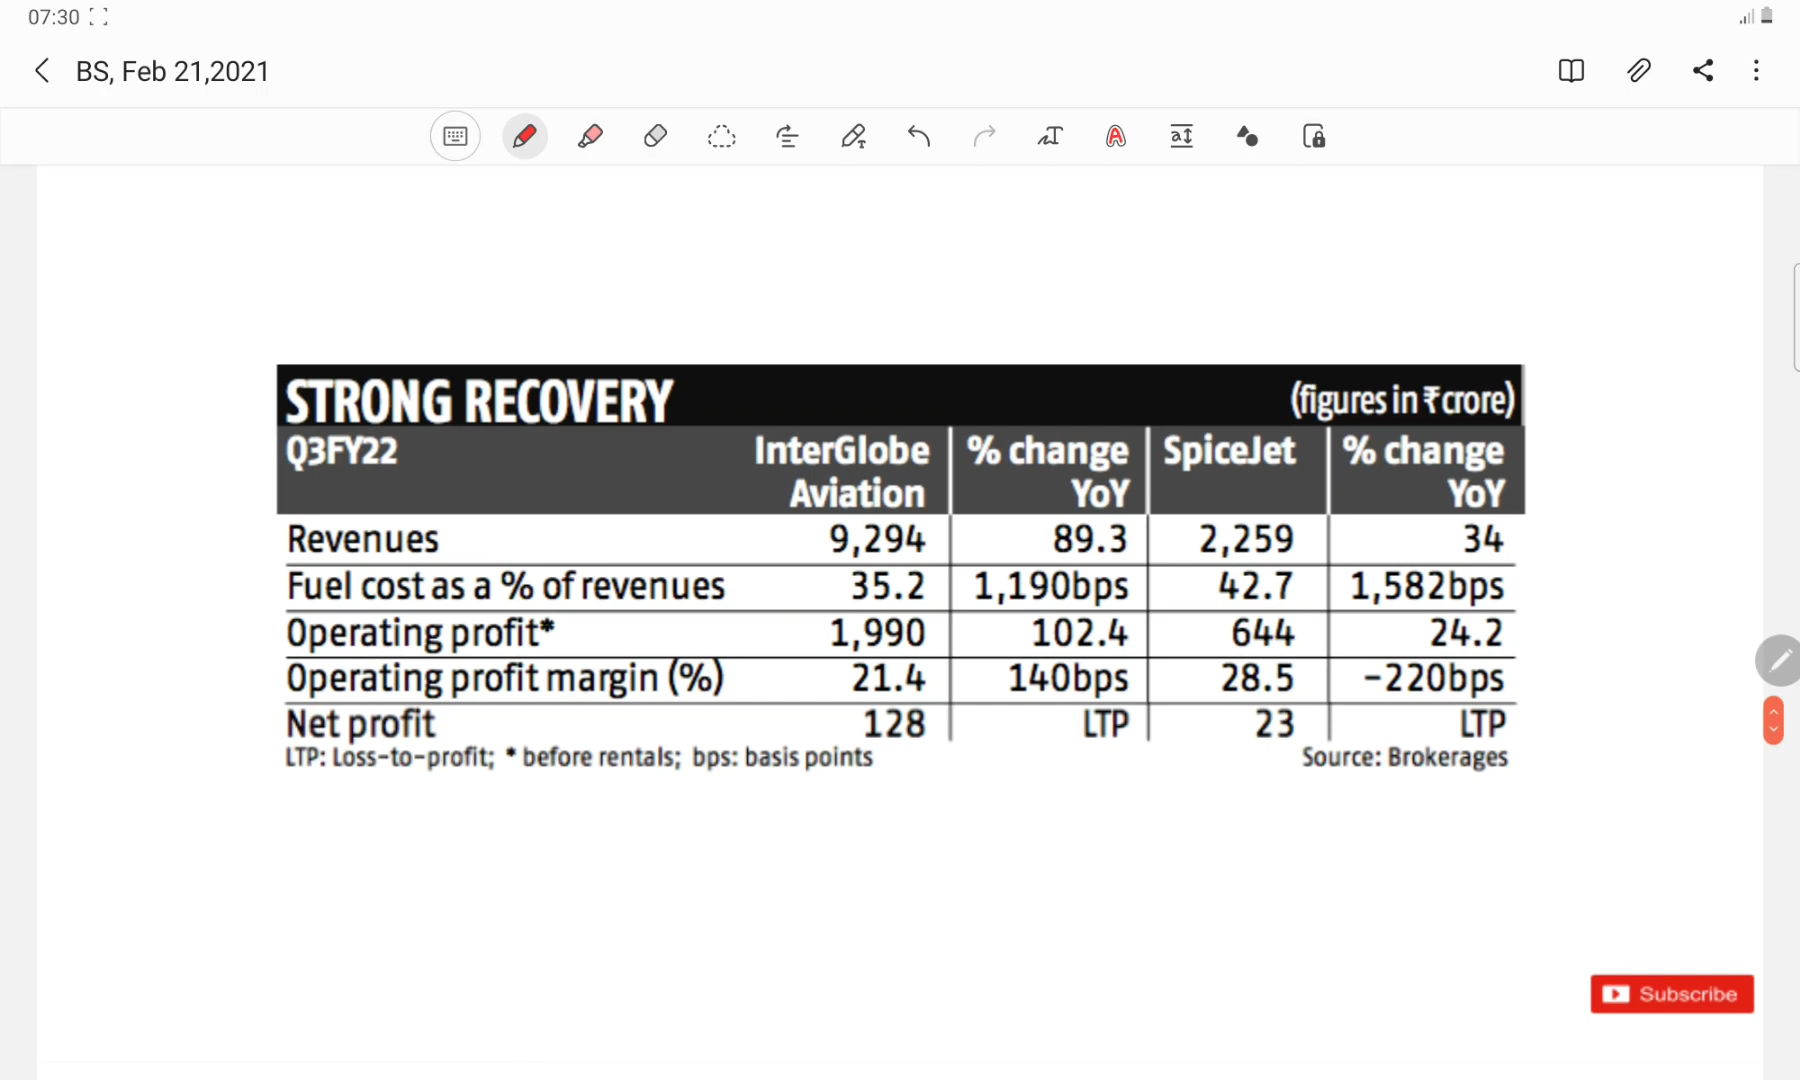 07:30
BS, Feb 21,2021
STRONG RECOVERY (figures in ₹ crore)
Q3FY22 InterGlobe Aviation % change YoY SpiceJet % change YoY
Revenues 9,294 89.3 2,259 34
Fuel cost as a % of revenues 35.2 1,190bps 42.7 1,582bps
Operating profit* 1,990 102.4 644 24.2
Operating profit margin (%) 21.4 140bps 28.5 -220bps
Net profit 128 LTP 23 LTP
LTP: Loss-to-profit; * before rentals; bps: basis points Source: Brokerages
Subscribe